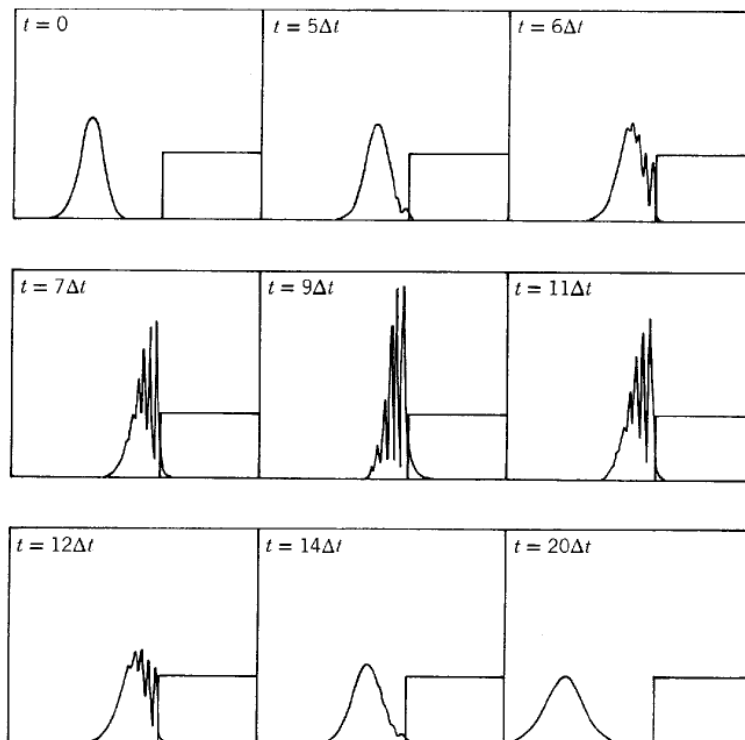 t = 0
t = 5Δt
t = 6Δt
t = 7Δt
t = 9Δt
t = 11Δt
t = 12Δt
t = 14Δt
t = 20Δt